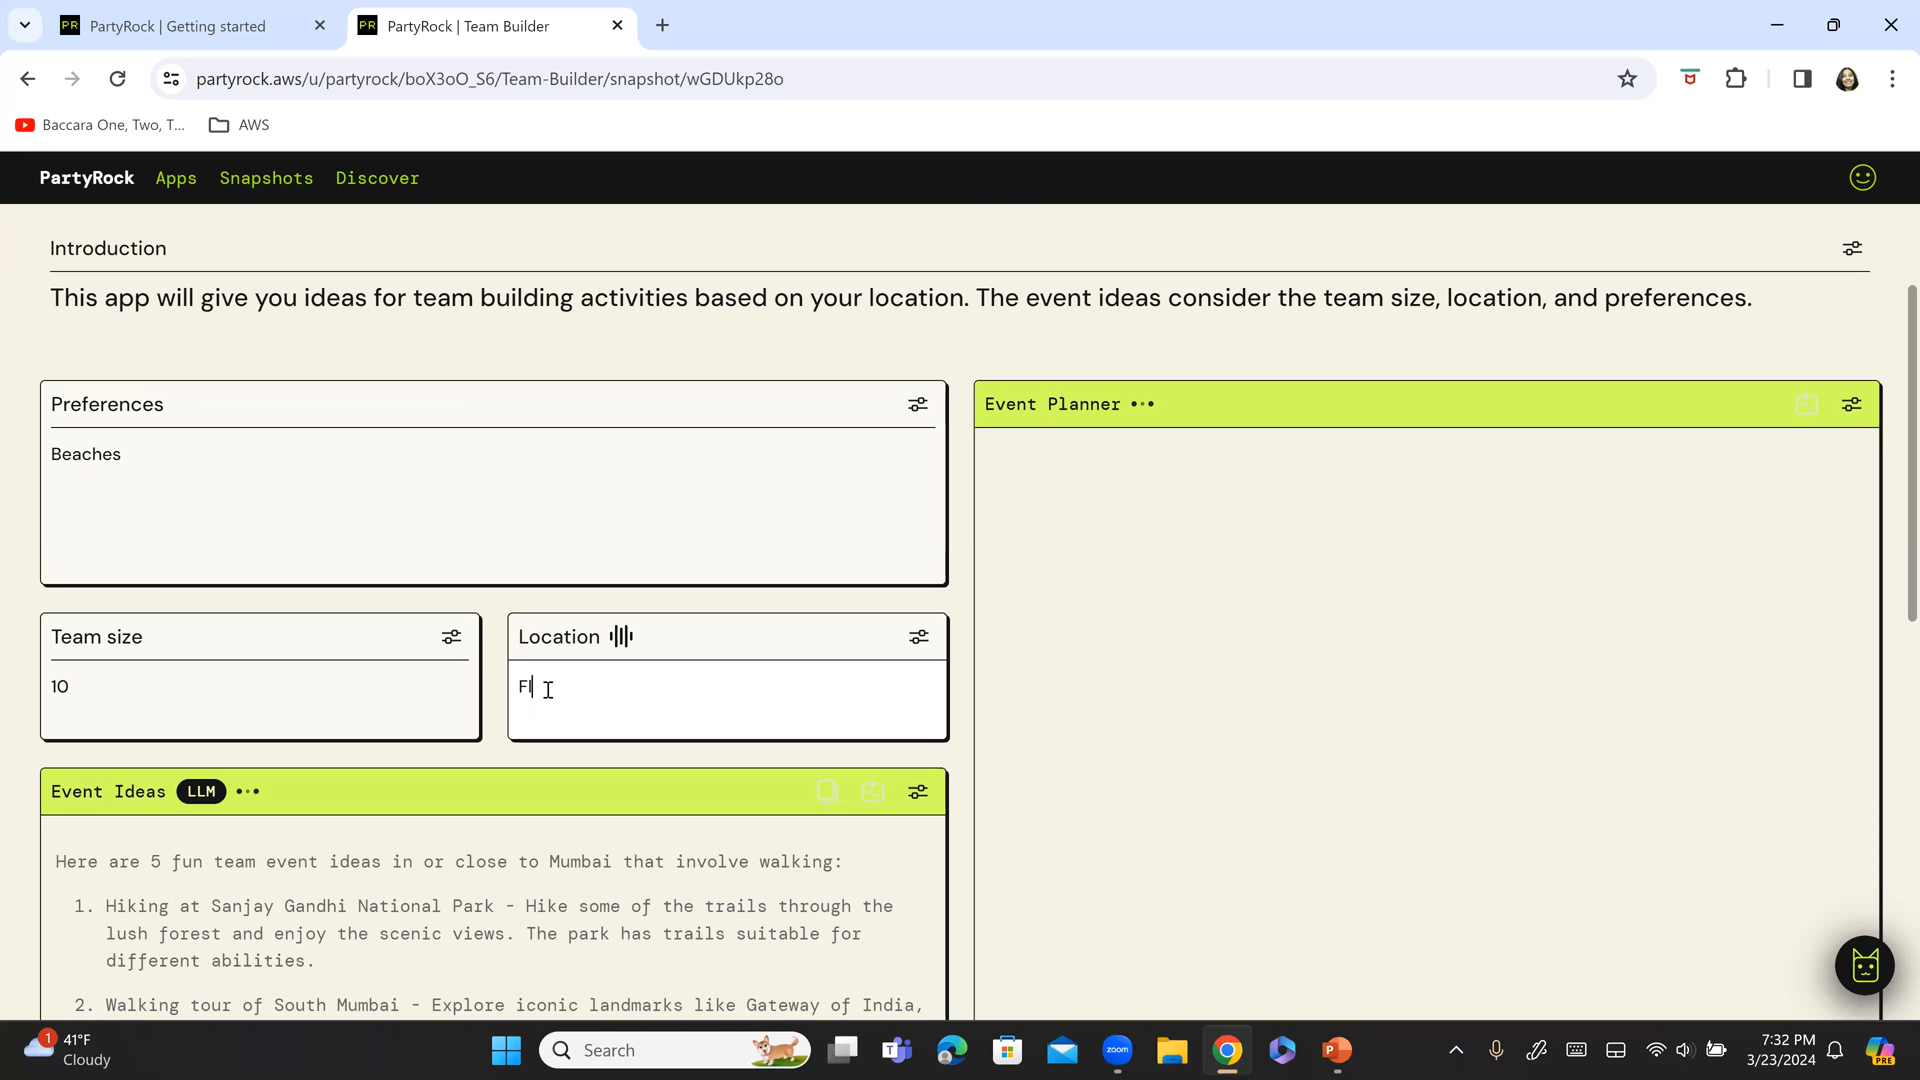 PR PartyRock | Getting started
PR PartyRock | Team Builder
partyrock.aws/u/partyrock/boX3oO_S6/Team-Builder/snapshot/wGDUkp28o
Baccara One, Two, T...
AWS
PartyRock Apps Snapshots Discover
Introduction
This app will give you ideas for team building activities based on your location. The event ideas consider the team size, location, and preferences.
Preferences
Beaches
Event Planner
Team size
10
Location
Fl
Event Ideas LLM
Here are 5 fun team event ideas in or close to Mumbai that involve walking:
1. Hiking at Sanjay Gandhi National Park - Hike some of the trails through the
lush forest and enjoy the scenic views. The park has trails suitable for
different abilities.
2. Walking tour of South Mumbai - Explore iconic landmarks like Gateway of India,
1
41°F
Cloudy
Search
zoom
7:32 PM
3/23/2024
PRE